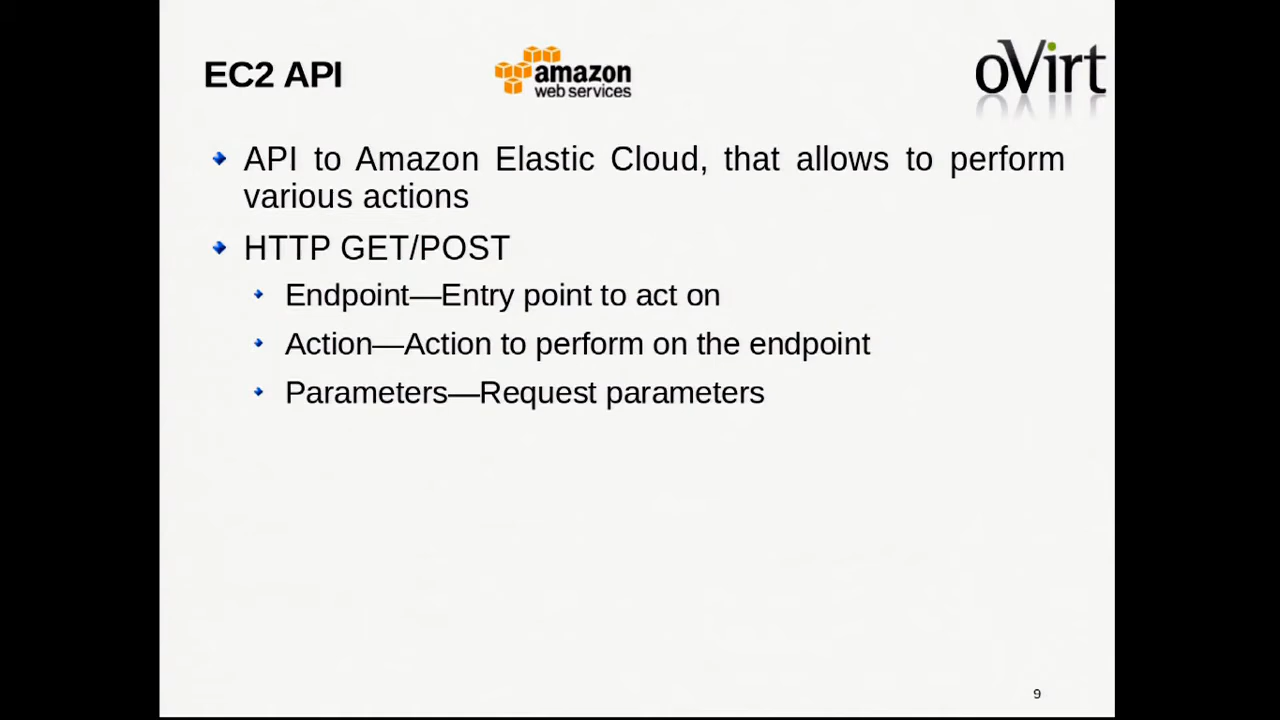 EC2 API
amazon
web services
oVirt
API to Amazon Elastic Cloud, that allows to perform
various actions
HTTP GET/POST
Endpoint—Entry point to act on
Action—Action to perform on the endpoint
Parameters—Request parameters
9